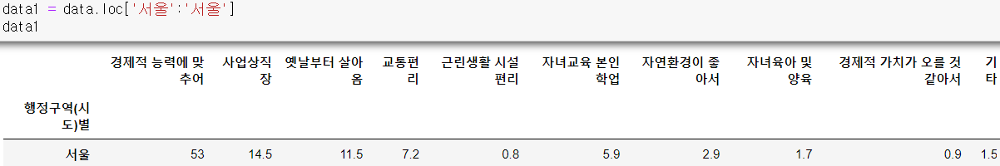 data1 = data.loc['서울':'서울']
data1
경제적 능력에 맞추어 사업상직장 옛날부터 살아옴 교통편리 근린생활 시설편리 자녀교육 본인학업 자연환경이 좋아서 자녀육아 및 양육 경제적 가치가 오를 것 같아서 기타
행정구역(시도)별
서울 53 14.5 11.5 7.2 0.8 5.9 2.9 1.7 0.9 1.5